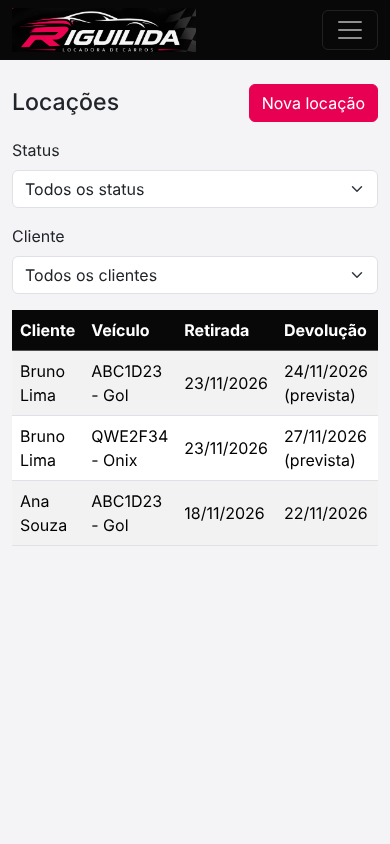 RIGUILIDA
LOCADORA DE CARROS
Locações
Nova locação
Status
Todos os status
Cliente
Todos os clientes
Cliente Veículo Retirada Devolução
Bruno Lima ABC1D23 - Gol 23/11/2026 24/11/2026 (prevista)
Bruno Lima QWE2F34 - Onix 23/11/2026 27/11/2026 (prevista)
Ana Souza ABC1D23 - Gol 18/11/2026 22/11/2026